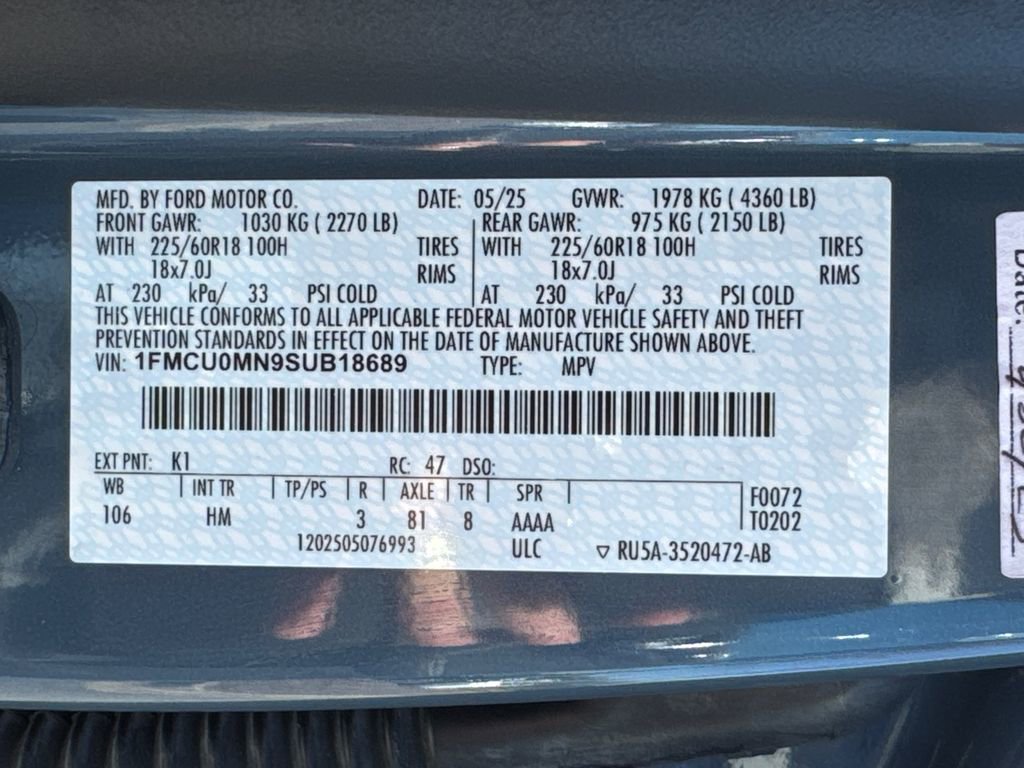 MFD. BY FORD MOTOR CO. DATE: 05/25 GVWR: 1978 KG ( 4360 LB)
FRONT GAWR: 1030 KG ( 2270 LB) REAR GAWR: 975 KG ( 2150 LB)
WITH 225/60R18 100H TIRES WITH 225/60R18 100H TIRES
18x7.0J RIMS 18x7.0J RIMS
AT 230 kPa/ 33 PSI COLD AT 230 kPa/ 33 PSI COLD
THIS VEHICLE CONFORMS TO ALL APPLICABLE FEDERAL MOTOR VEHICLE SAFETY AND THEFT
PREVENTION STANDARDS IN EFFECT ON THE DATE OF MANUFACTURE SHOWN ABOVE.
VIN: 1FMCU0MN9SUB18689 TYPE: MPV
EXT PNT: K1 RC: 47 DSO:
WB INT TR TP/PS R AXLE TR SPR F0072
106 HM 3 81 8 AAAA T0202
1202505076993 ULC ▽ RU5A-3520472-AB
Date: